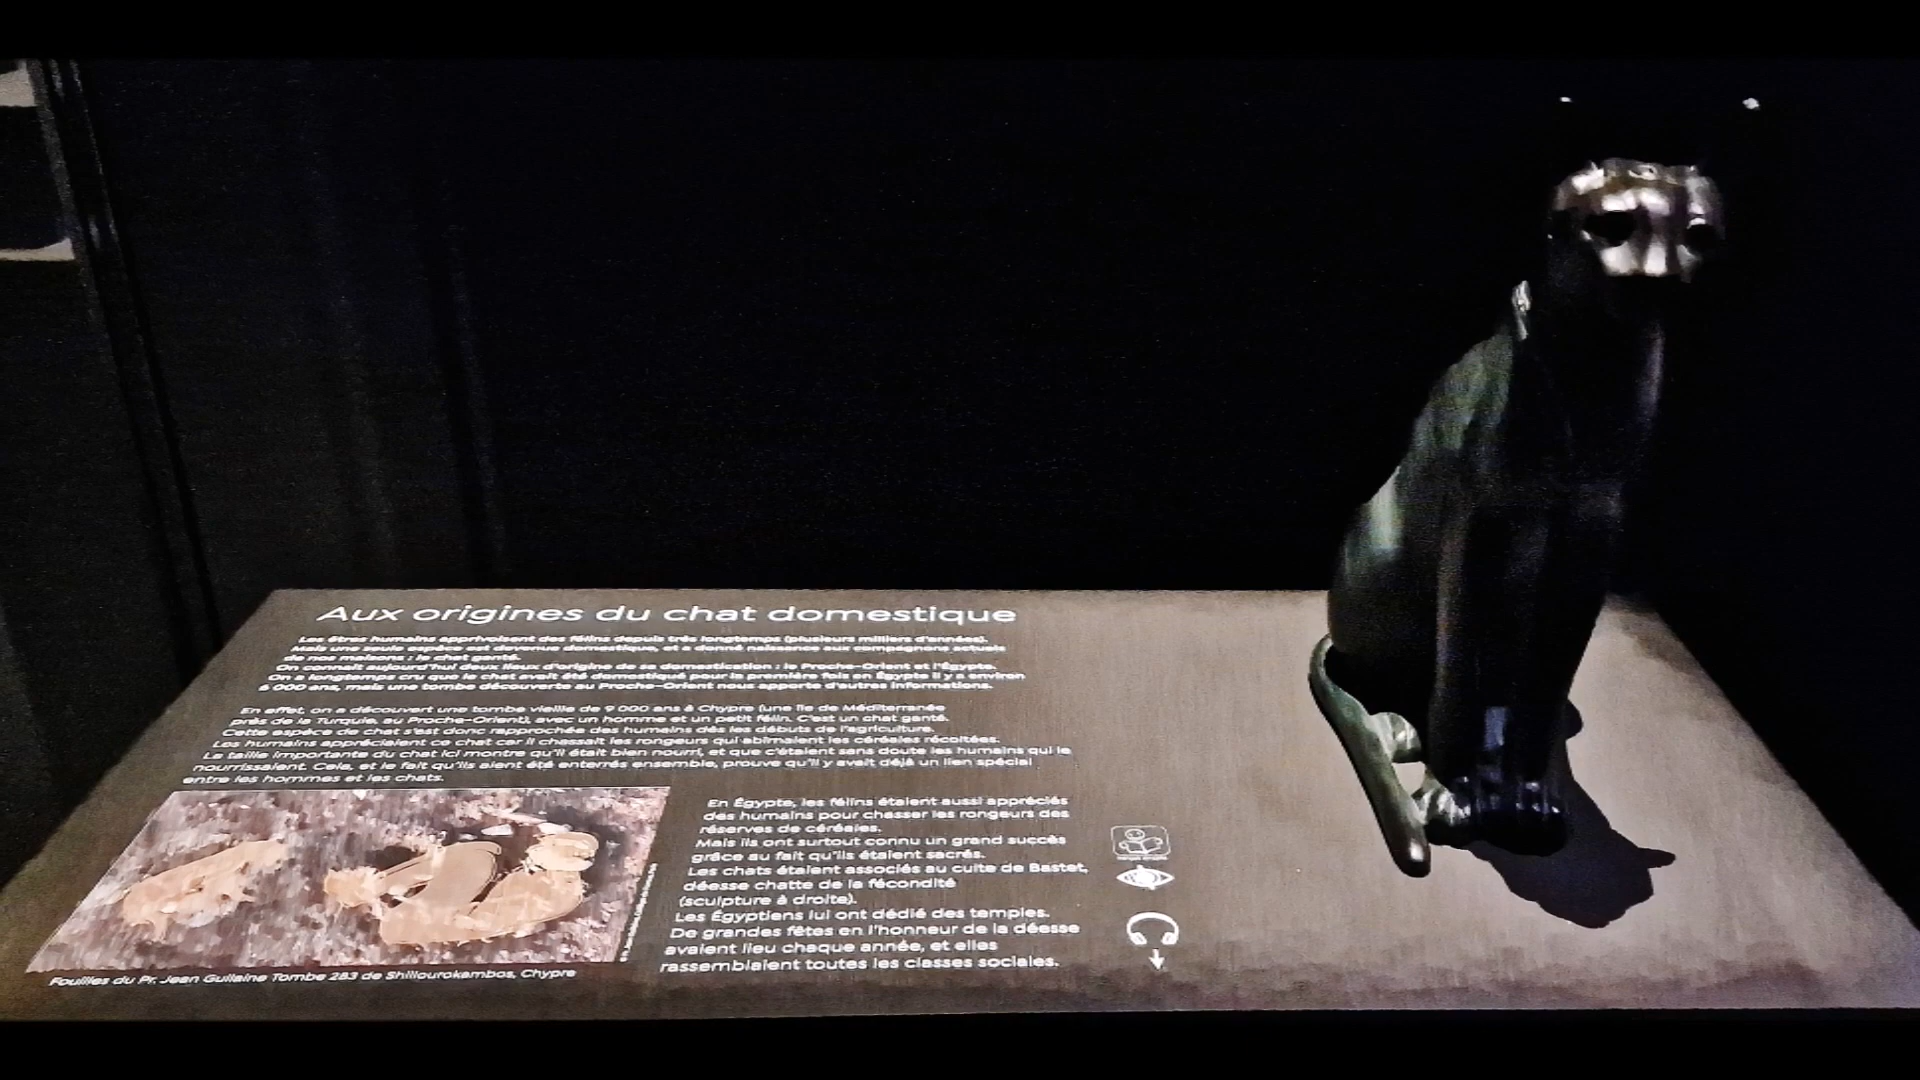 Aux origines du chat domestique
Les êtres humains apprivoisent des félins depuis très longtemps (plusieurs milliers d'années).
Mais une seule espèce est devenue domestique, et a donné naissance aux compagnons actuels
de nos maisons : le chat ganté.
On connaît aujourd'hui deux lieux d'origine de sa domestication : le Proche-Orient et l'Égypte.
On a longtemps cru que le chat avait été domestiqué pour la première fois en Égypte il y a environ
6 000 ans, mais une tombe découverte au Proche-Orient nous apporte d'autres informations.
En effet, on a découvert une tombe vieille de 9 000 ans à Chypre (une île de Méditerranée
près de la Turquie, au Proche-Orient), avec un homme et un petit félin. C'est un chat ganté.
Cette espèce de chat s'est donc rapprochée des humains dès les débuts de l'agriculture.
Les humains appréciaient ce chat car il chassait les rongeurs qui abîmaient les céréales récoltées.
La taille importante du chat ici montre qu'il était bien nourri, et que c'étaient sans doute les humains qui le
nourrissaient. Cela, et le fait qu'ils aient été enterrés ensemble, prouve qu'il y avait déjà un lien spécial
entre les hommes et les chats.
En Égypte, les félins étaient aussi appréciés
des humains pour chasser les rongeurs des
réserves de céréales.
Mais ils ont surtout connu un grand succès
grâce au fait qu'ils étaient sacrés.
Les chats étaient associés au culte de Bastet,
déesse chatte de la fécondité
(sculpture à droite).
Les Égyptiens lui ont dédié des temples.
De grandes fêtes en l'honneur de la déesse
avaient lieu chaque année, et elles
rassemblaient toutes les classes sociales.
Fouilles du Pr. Jean Guilaine Tombe 283 de Shillourokambos, Chypre